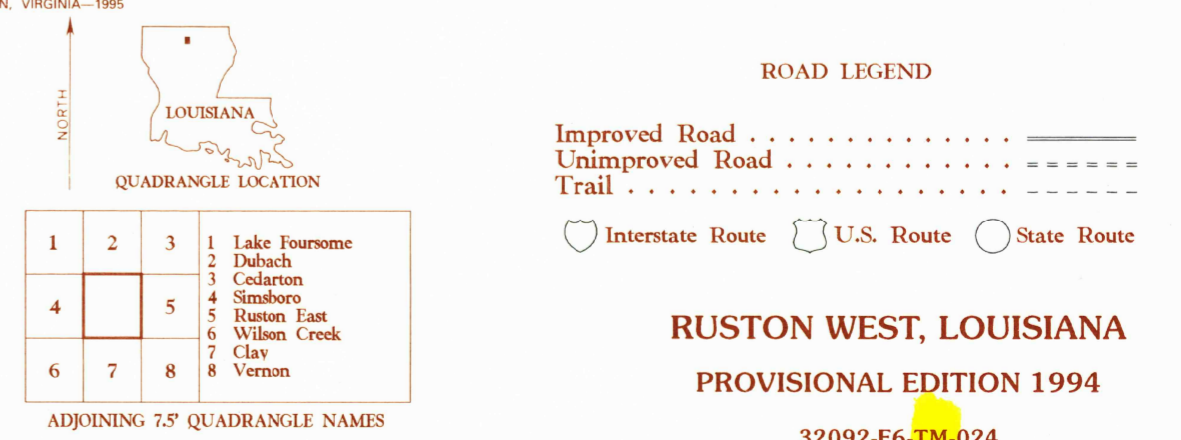 N, VIRGINIA—1995
NORTH
LOUISIANA
QUADRANGLE LOCATION
1 2 3
4 5
6 7 8
1 Lake Foursome
2 Dubach
3 Cedarton
4 Simsboro
5 Ruston East
6 Wilson Creek
7 Clay
8 Vernon
ADJOINING 7.5' QUADRANGLE NAMES
ROAD LEGEND
Improved Road . . . . . . . . . . . . . .
Unimproved Road . . . . . . . . . . . . .
Trail . . . . . . . . . . . . . . . . . . .
Interstate Route U.S. Route State Route
RUSTON WEST, LOUISIANA
PROVISIONAL EDITION 1994
32092-E6-TM-024